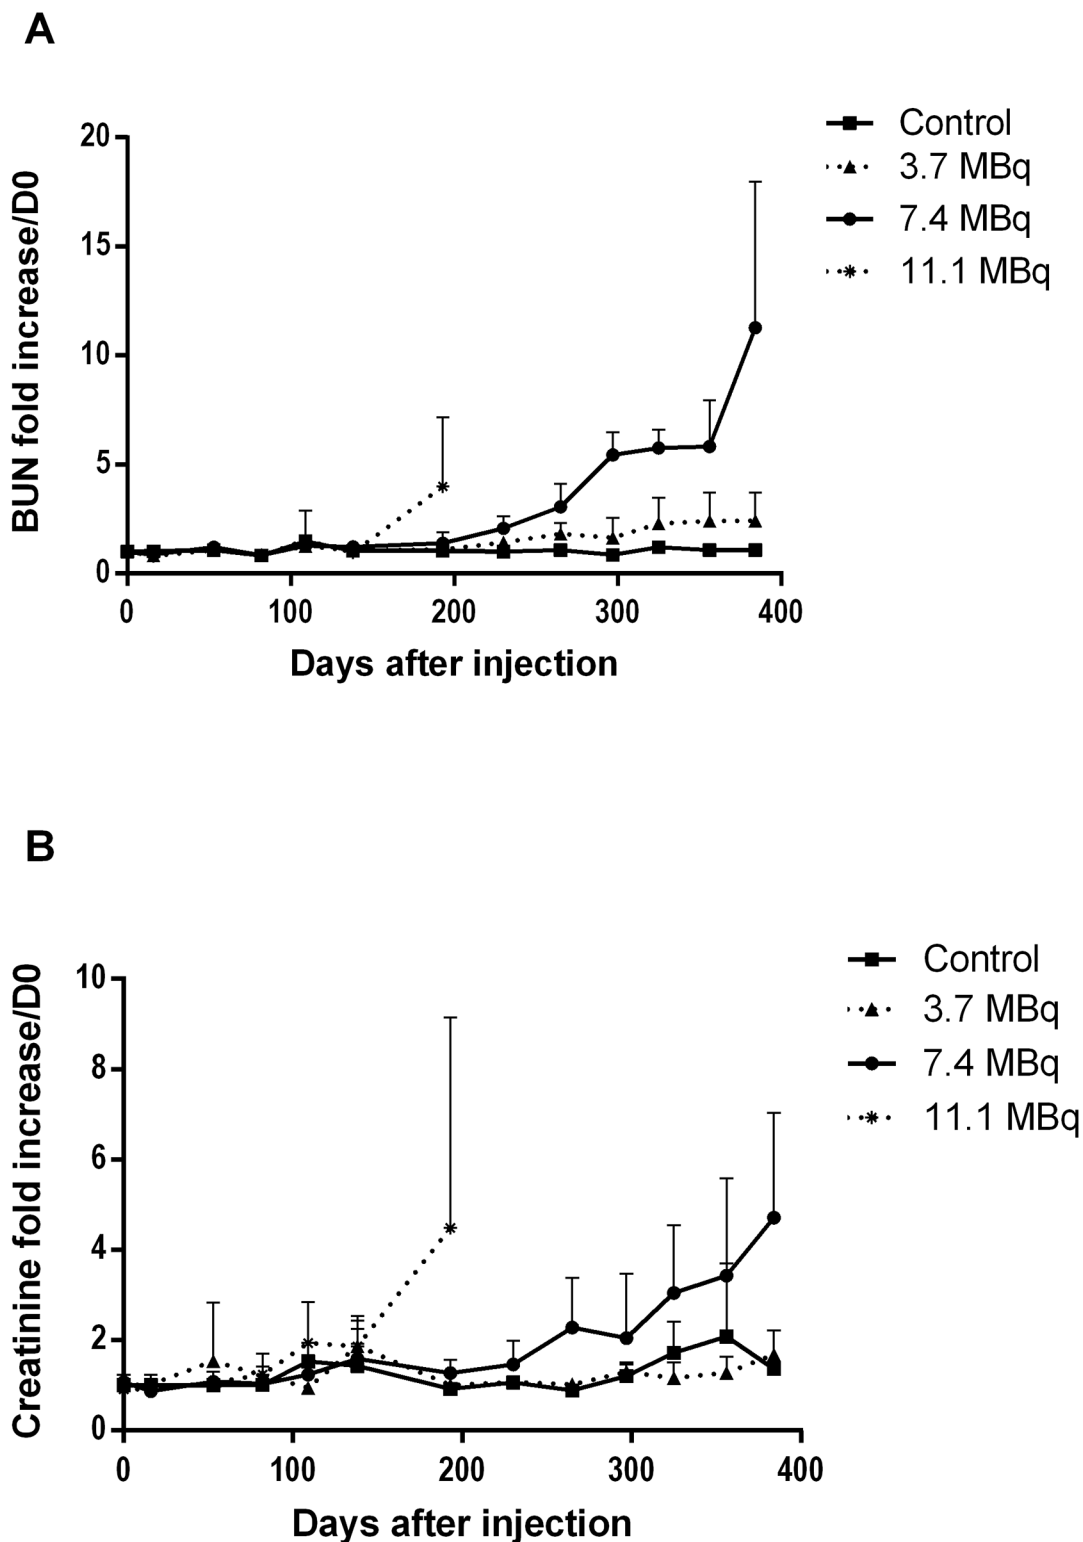 A
BUN fold increase/D0
20
15
10
5
0
0 100 200 300 400
Days after injection
Control
3.7 MBq
7.4 MBq
11.1 MBq
B
Creatinine fold increase/D0
10
8
6
4
2
0
0 100 200 300 400
Days after injection
Control
3.7 MBq
7.4 MBq
11.1 MBq